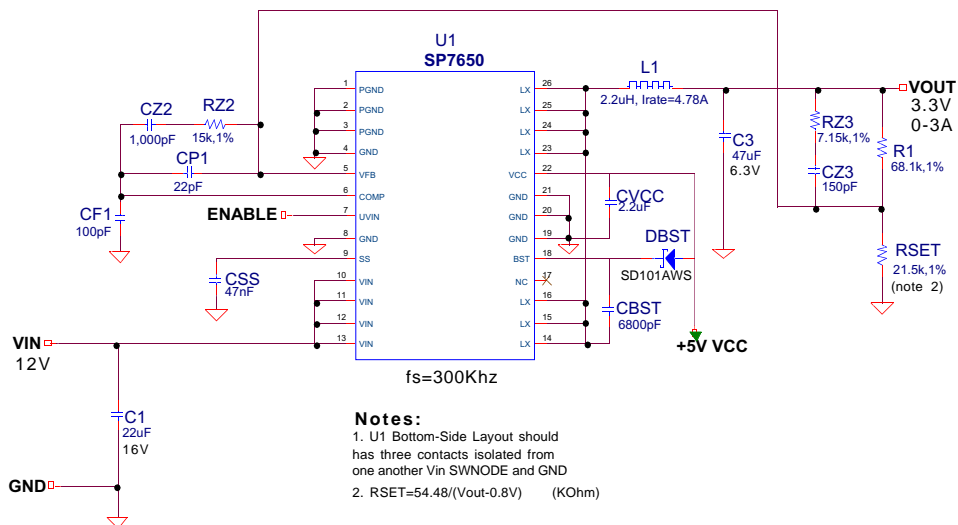 U1
SP7650
L1
2.2uH, Irate=4.78A
VOUT
3.3V
0-3A
CZ2
1,000pF
RZ2
15k,1%
CP1
22pF
CF1
100pF
ENABLE
CSS
47nF
VIN
12V
C1
22uF
16V
GND
1 PGND
2 PGND
3 PGND
4 GND
5 VFB
6 COMP
7 UVIN
8 GND
9 SS
10 VIN
11 VIN
12 VIN
13 VIN
LX 26
LX 25
LX 24
LX 23
VCC 22
GND 21
GND 20
GND 19
BST 18
NC 17
LX 16
LX 15
LX 14
fs=300Khz
CVCC
2.2uF
DBST
SD101AWS
CBST
6800pF
+5V VCC
C3
47uF
6.3V
RZ3
7.15k,1%
CZ3
150pF
R1
68.1k,1%
RSET
21.5k,1%
(note 2)
Notes:
1. U1 Bottom-Side Layout should
has three contacts isolated from
one another Vin SWNODE and GND
2. RSET=54.48/(Vout-0.8V) (KOhm)